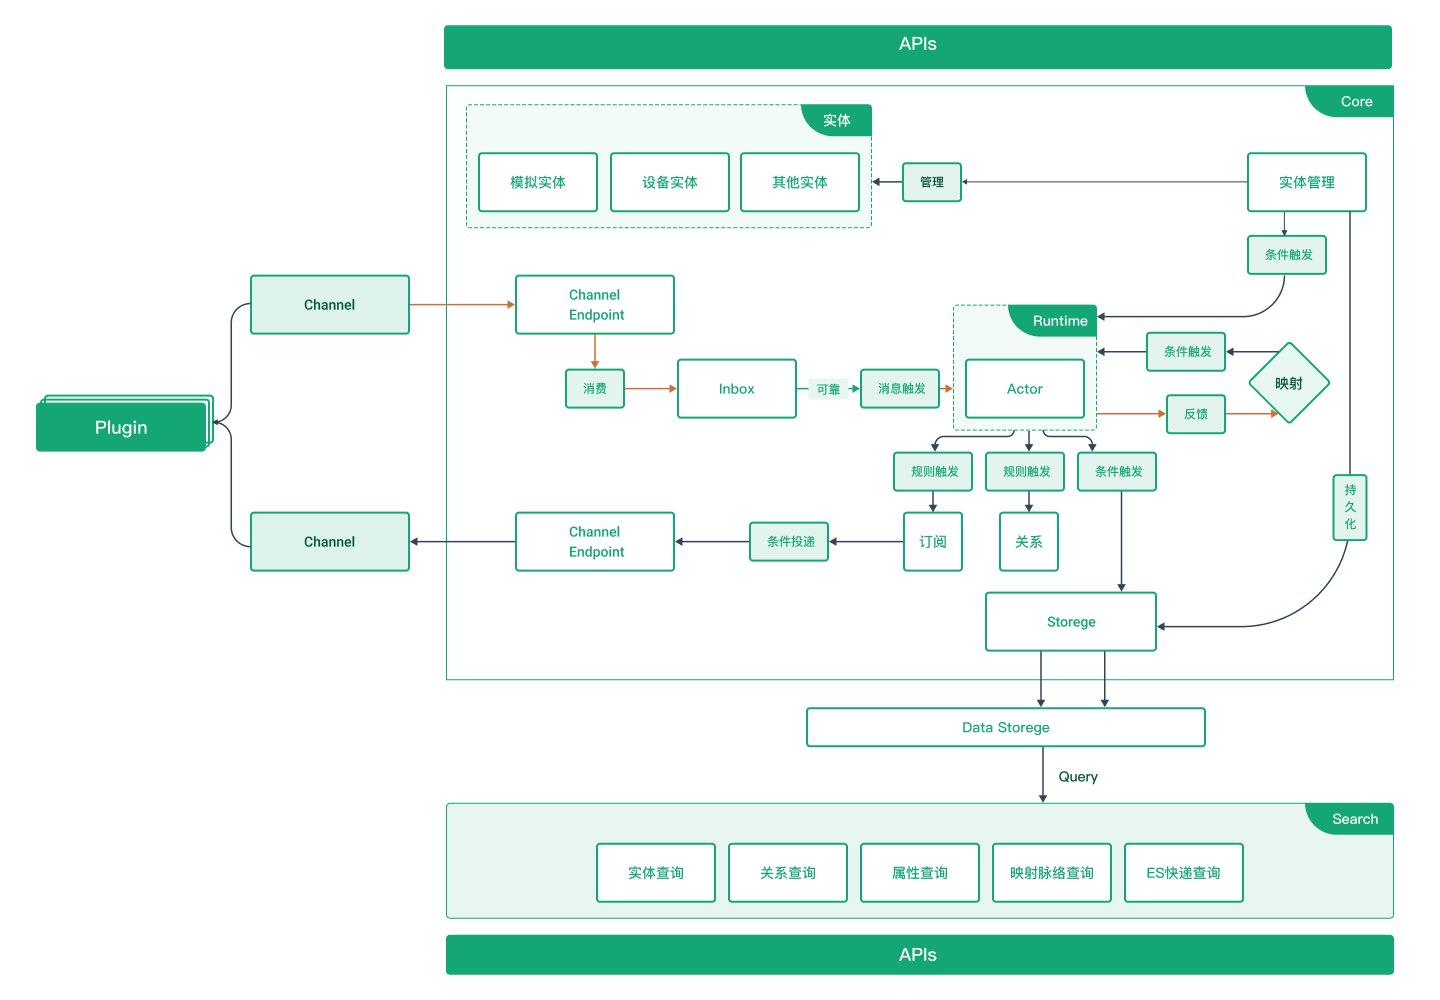 APIs
Core
实体
模拟实体
设备实体
其他实体
管理
实体管理
条件触发
Channel
Channel
Endpoint
Runtime
条件触发
映射
消费
Inbox
可靠
消息触发
Actor
反馈
Plugin
规则触发
规则触发
条件触发
持
久
化
Channel
Channel
Endpoint
条件投递
订阅
关系
Storege
Data Storege
Query
Search
实体查询
关系查询
属性查询
映射脉络查询
ES快递查询
APIs